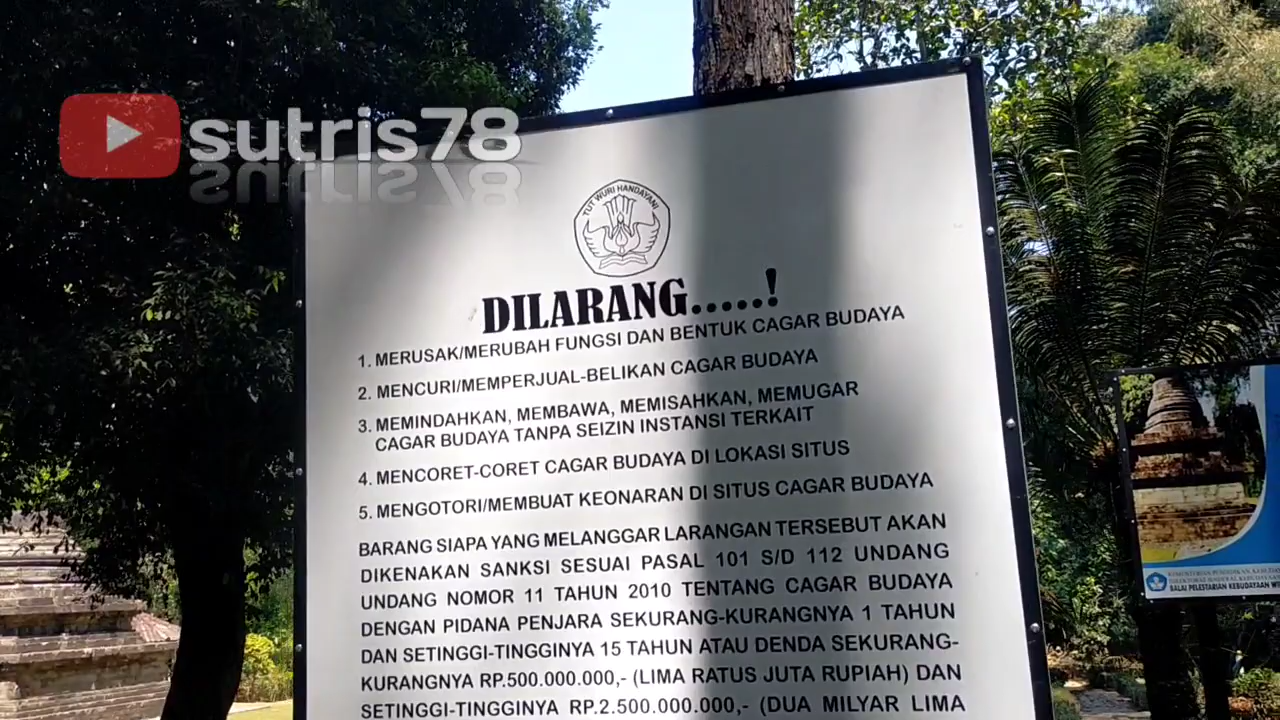 sutris78
TUT WURI HANDAYANI
DILARANG.....!
1. MERUSAK/MERUBAH FUNGSI DAN BENTUK CAGAR BUDAYA
2. MENCURI/MEMPERJUAL-BELIKAN CAGAR BUDAYA
3. MEMINDAHKAN, MEMBAWA, MEMISAHKAN, MEMUGAR
CAGAR BUDAYA TANPA SEIZIN INSTANSI TERKAIT
4. MENCORET-CORET CAGAR BUDAYA DI LOKASI SITUS
5. MENGOTORI/MEMBUAT KEONARAN DI SITUS CAGAR BUDAYA
BARANG SIAPA YANG MELANGGAR LARANGAN TERSEBUT AKAN
DIKENAKAN SANKSI SESUAI PASAL 101 S/D 112 UNDANG
UNDANG NOMOR 11 TAHUN 2010 TENTANG CAGAR BUDAYA
DENGAN PIDANA PENJARA SEKURANG-KURANGNYA 1 TAHUN
DAN SETINGGI-TINGGINYA 15 TAHUN ATAU DENDA SEKURANG-
KURANGNYA RP.500.000.000,- (LIMA RATUS JUTA RUPIAH) DAN
SETINGGI-TINGGINYA RP.2.500.000.000,- (DUA MILYAR LIMA
BALAI PELESTARIAN KEBUDAYAAN